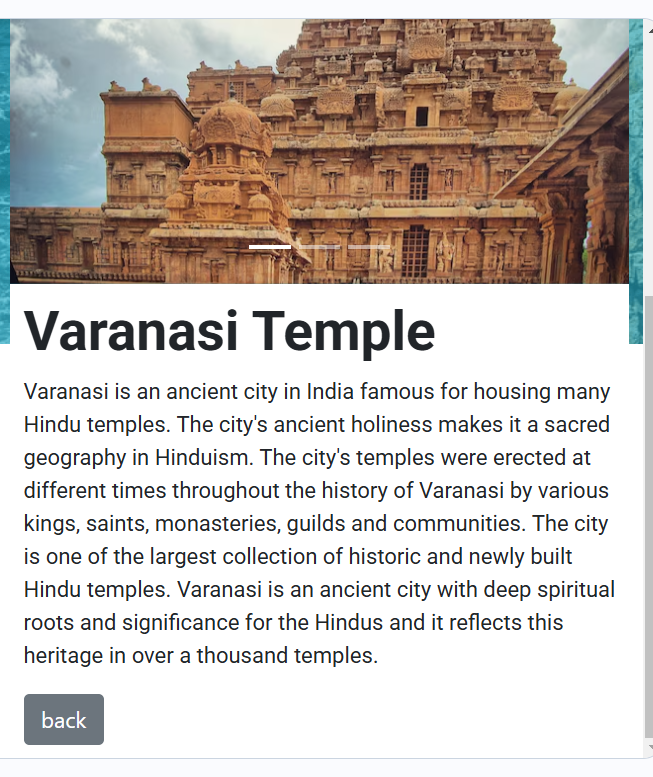 Varanasi Temple
Varanasi is an ancient city in India famous for housing many
Hindu temples. The city's ancient holiness makes it a sacred
geography in Hinduism. The city's temples were erected at
different times throughout the history of Varanasi by various
kings, saints, monasteries, guilds and communities. The city
is one of the largest collection of historic and newly built
Hindu temples. Varanasi is an ancient city with deep spiritual
roots and significance for the Hindus and it reflects this
heritage in over a thousand temples.
back